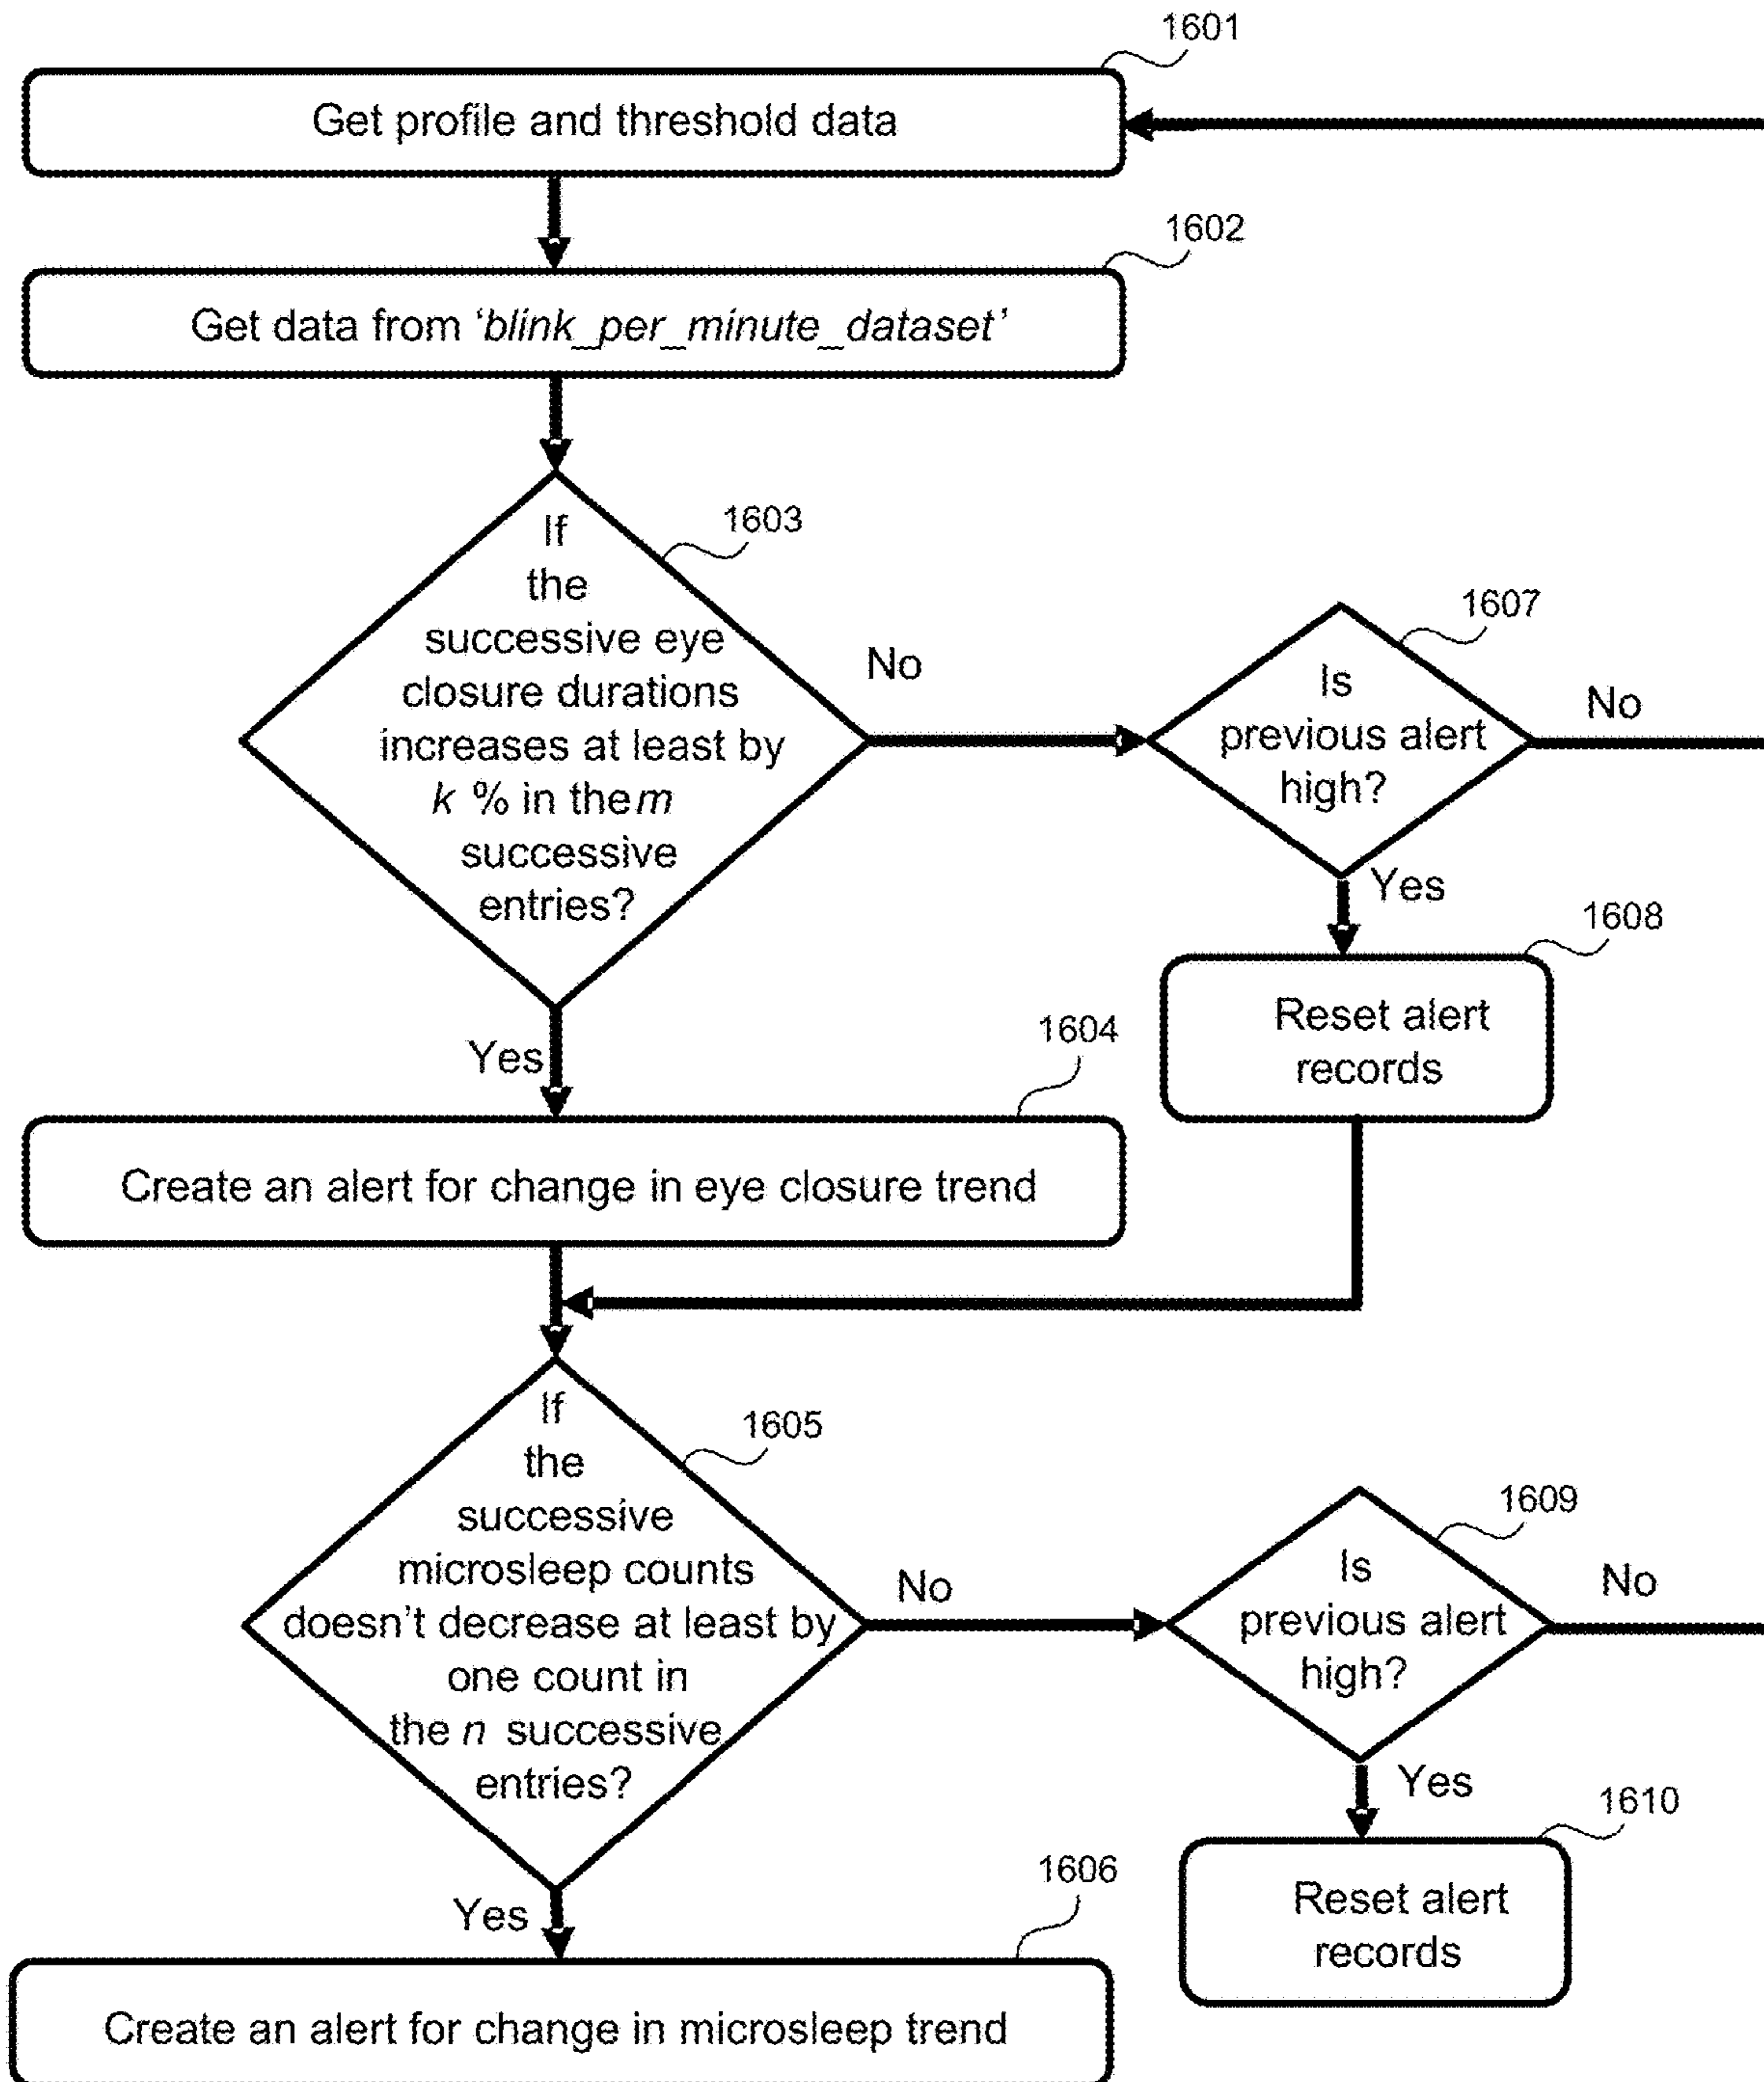 1601
Get profile and threshold data
1602
Get data from ‘blink_per_minute_dataset’
1603
If
the
successive eye
closure durations
increases at least by
k % in the m
successive
entries?
No
1607
Is
previous alert
high?
No
Yes
1608
Reset alert
records
Yes
1604
Create an alert for change in eye closure trend
1605
If
the
successive
microsleep counts
doesn’t decrease at least by
one count in
the n successive
entries?
No
1609
Is
previous alert
high?
No
Yes
1610
Reset alert
records
Yes
1606
Create an alert for change in microsleep trend